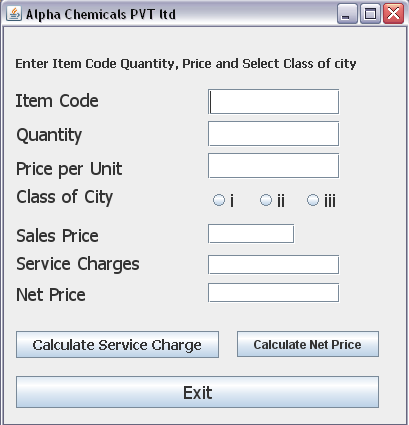 Alpha Chemicals PVT ltd
Enter Item Code Quantity, Price and Select Class of city
Item Code
Quantity
Price per Unit
Class of City i ii iii
Sales Price
Service Charges
Net Price
Calculate Service Charge Calculate Net Price
Exit